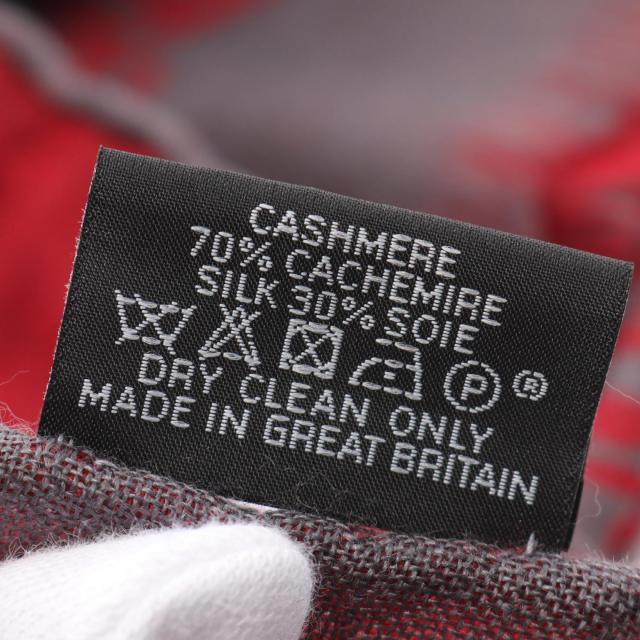 CASHMERE
70% CACHEMIRE
SILK 30% SOIE
P ®
DRY CLEAN ONLY
MADE IN GREAT BRITAIN